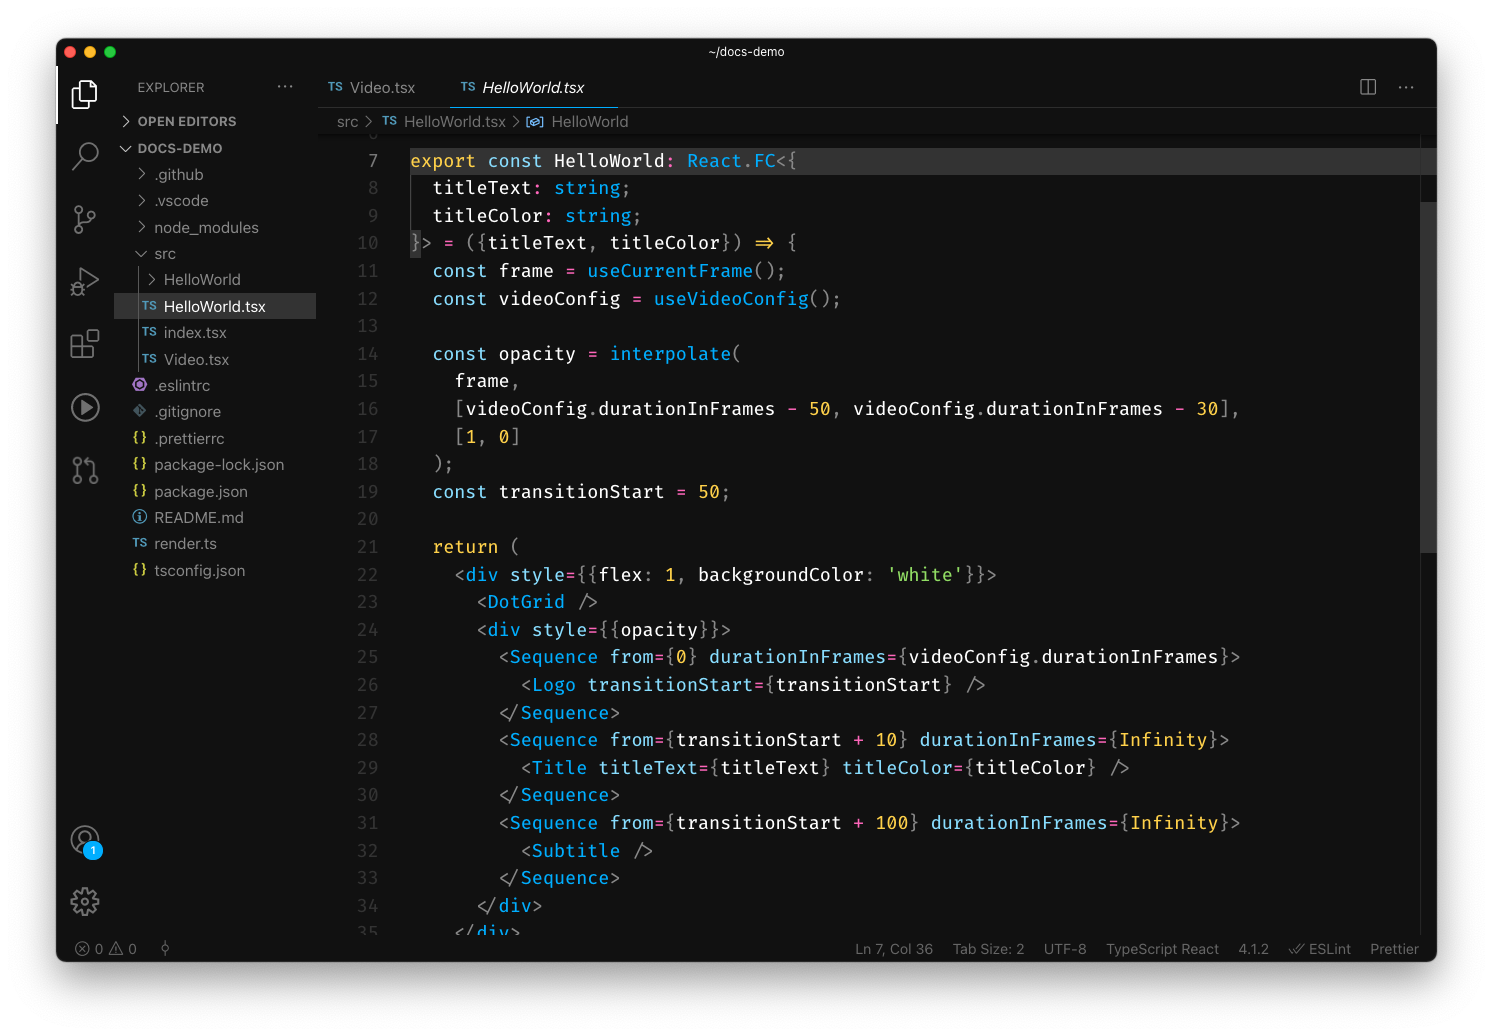 ~/docs-demo
EXPLORER ···
TS Video.tsx
TS HelloWorld.tsx
···
OPEN EDITORS
DOCS-DEMO
.github
.vscode
node_modules
src
HelloWorld
TS HelloWorld.tsx
TS index.tsx
TS Video.tsx
.eslintrc
.gitignore
{} .prettierrc
{} package-lock.json
{} package.json
README.md
TS render.ts
{} tsconfig.json
1
src > TS HelloWorld.tsx > HelloWorld
7 export const HelloWorld: React.FC<{
8 titleText: string;
9 titleColor: string;
10 }> = ({titleText, titleColor}) => {
11 const frame = useCurrentFrame();
12 const videoConfig = useVideoConfig();
13
14 const opacity = interpolate(
15 frame,
16 [videoConfig.durationInFrames - 50, videoConfig.durationInFrames - 30],
17 [1, 0]
18 );
19 const transitionStart = 50;
20
21 return (
22 <div style={{flex: 1, backgroundColor: 'white'}}>
23 <DotGrid />
24 <div style={{opacity}}>
25 <Sequence from={0} durationInFrames={videoConfig.durationInFrames}>
26 <Logo transitionStart={transitionStart} />
27 </Sequence>
28 <Sequence from={transitionStart + 10} durationInFrames={Infinity}>
29 <Title titleText={titleText} titleColor={titleColor} />
30 </Sequence>
31 <Sequence from={transitionStart + 100} durationInFrames={Infinity}>
32 <Subtitle />
33 </Sequence>
34 </div>
35 </div>
0 0
Ln 7, Col 36 Tab Size: 2 UTF-8 TypeScript React 4.1.2 ESLint Prettier